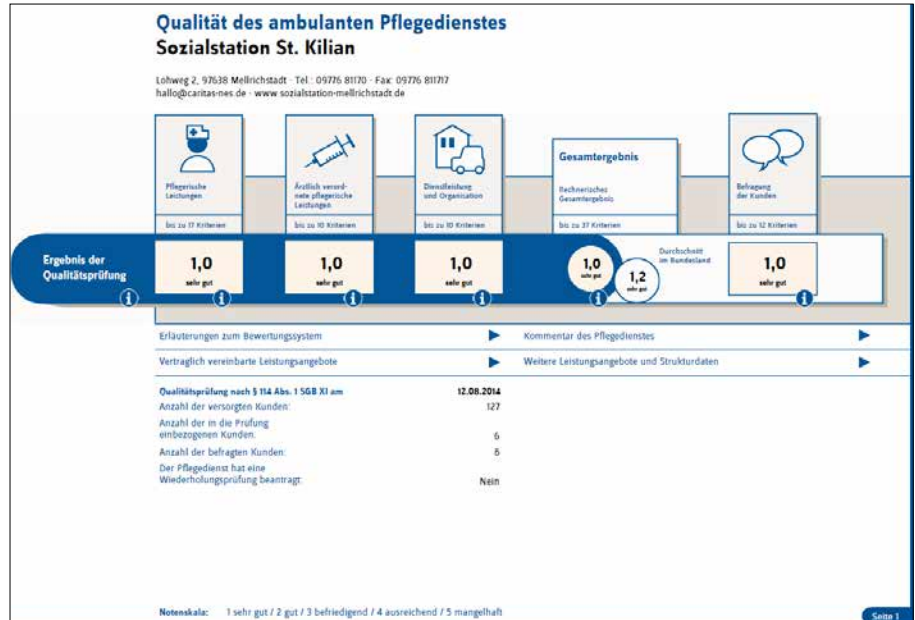 Qualität des ambulanten Pflegedienstes
Sozialstation St. Kilian
Lohweg 2, 97638 Mellrichstadt · Tel.: 09776 81170 · Fax: 09776 811717
hallo@caritas-nes.de · www.sozialstation-mellrichstadt.de
Pflegerische
Leistungen
bis zu 17 Kriterien
Ärztlich verord-
nete pflegerische
Leistungen
bis zu 10 Kriterien
Dienstleistung
und Organisation
bis zu 10 Kriterien
Gesamtergebnis
Rechnerisches
Gesamtergebnis
bis zu 37 Kriterien
Befragung
der Kunden
bis zu 12 Kriterien
Ergebnis der
Qualitätsprüfung
1,0
sehr gut
1,0
sehr gut
1,0
sehr gut
1,0
sehr gut
Durchschnitt
im Bundesland
1,2
sehr gut
1,0
sehr gut
Erläuterungen zum Bewertungssystem
Kommentar des Pflegedienstes
Vertraglich vereinbarte Leistungsangebote
Weitere Leistungsangebote und Strukturdaten
Qualitätsprüfung nach § 114 Abs. 1 SGB XI am 12.08.2014
Anzahl der versorgten Kunden: 127
Anzahl der in die Prüfung
einbezogenen Kunden: 6
Anzahl der befragten Kunden: 8
Der Pflegedienst hat eine
Wiederholungsprüfung beantragt: Nein
Notenskala: 1 sehr gut / 2 gut / 3 befriedigend / 4 ausreichend / 5 mangelhaft
Seite 1